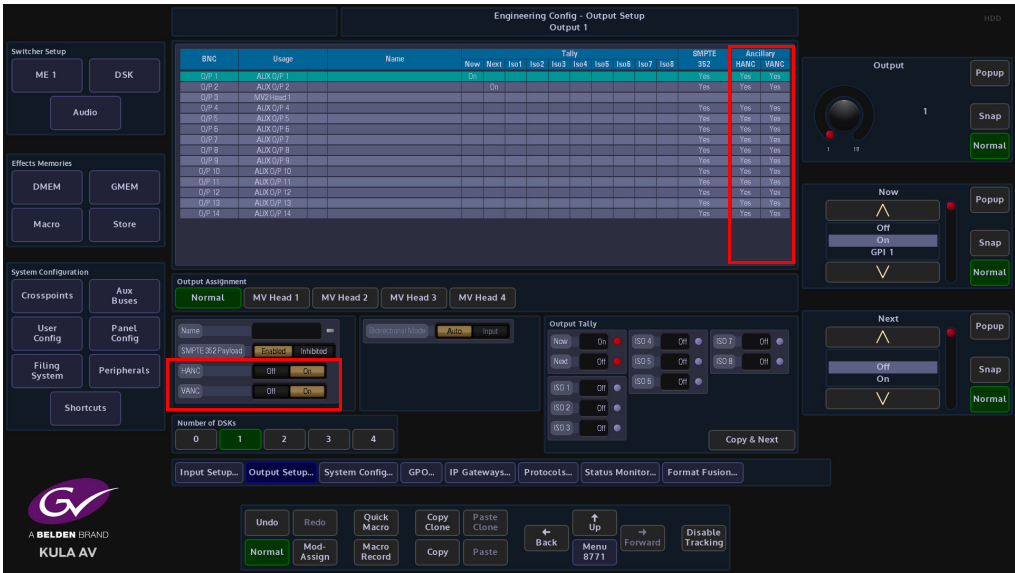 Engineering Config - Output Setup
Output 1
HDD
Switcher Setup
ME 1
DSK
Audio
Effects Memories
DMEM
GMEM
Macro
Store
System Configuration
Crosspoints
Aux Buses
User Config
Panel Config
Filing System
Peripherals
Shortcuts
A BELDEN BRAND
KULA AV
BNC Usage Name Tally SMPTE 352 Ancillary
Now Next Iso1 Iso2 Iso3 Iso4 Iso5 Iso6 Iso7 Iso8 HANC VANC
O/P 1 AUX O/P 1 On Yes Yes Yes
O/P 2 AUX O/P 2 On Yes Yes Yes
O/P 3 MV2 Head 1
O/P 4 AUX O/P 4 Yes Yes Yes
O/P 5 AUX O/P 5 Yes Yes Yes
O/P 6 AUX O/P 6 Yes Yes Yes
O/P 7 AUX O/P 7 Yes Yes Yes
O/P 8 AUX O/P 8 Yes Yes Yes
O/P 9 AUX O/P 9 Yes Yes Yes
O/P 10 AUX O/P 10 Yes Yes Yes
O/P 11 AUX O/P 11 Yes Yes Yes
O/P 12 AUX O/P 12 Yes Yes Yes
O/P 13 AUX O/P 13 Yes Yes Yes
O/P 14 AUX O/P 14 Yes Yes Yes
Output Assignment
Normal MV Head 1 MV Head 2 MV Head 3 MV Head 4
Name
SMPTE 352 Payload Enabled Inhibited
HANC Off On
VANC Off On
Bidirectional Mode Auto Input
Output Tally
Now On ISO 4 Off ISO 7 Off
Next Off ISO 5 Off ISO 8 Off
ISO 1 Off ISO 6 Off
ISO 2 Off
ISO 3 Off
Copy & Next
Number of DSKs
0 1 2 3 4
Input Setup... Output Setup... System Config... GPO... IP Gateways... Protocols... Status Monitor... Format Fusion...
Undo Redo Quick Macro Copy Clone Paste Clone
Normal Mod-Assign Macro Record Copy Paste
Back Up Forward Disable Tracking
Menu 8771
Output
1
1 18
Popup
Snap
Normal
Now
Off
On
GPI 1
Popup
Snap
Normal
Next
Off
On
Popup
Snap
Normal